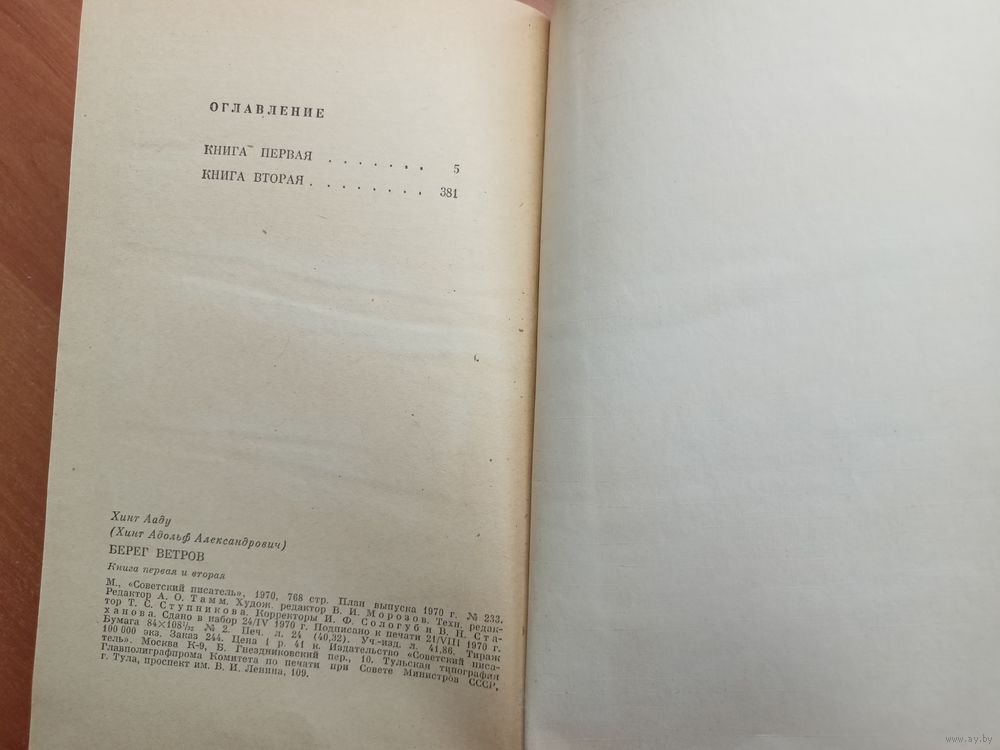 ОГЛАВЛЕНИЕ
КНИГА ПЕРВАЯ . . . . . . . 5
КНИГА ВТОРАЯ . . . . . . . . 381
Хинт Ааду
(Хинт Адольф Александрович)
БЕРЕГ ВЕТРОВ
Книга первая и вторая
М., «Советский писатель», 1970, 768 стр. План выпуска 1970 г. № 233.
Редактор А. О. Тамм. Худож. редактор В. И. Морозов. Техн. редак-
тор Т. С. Ступникова. Корректоры И. Ф. Сологуб и В. Н. Ста-
ханова. Сдано в набор 24/IV 1970 г. Подписано к печати 21/VIII 1970 г.
Бумага 84×108¹/₃₂ № 2. Печ. л. 24 (40,32). Уч.-изд. л. 41,86. Тираж
100 000 экз. Заказ 244. Цена 1 р. 41 к. Издательство «Советский писа-
тель». Москва К-9, Б. Гнездниковский пер., 10. Тульская типография
Главполиграфпрома Комитета по печати при Совете Министров СССР,
г. Тула, проспект им. В. И. Ленина, 109.
www.ay.by